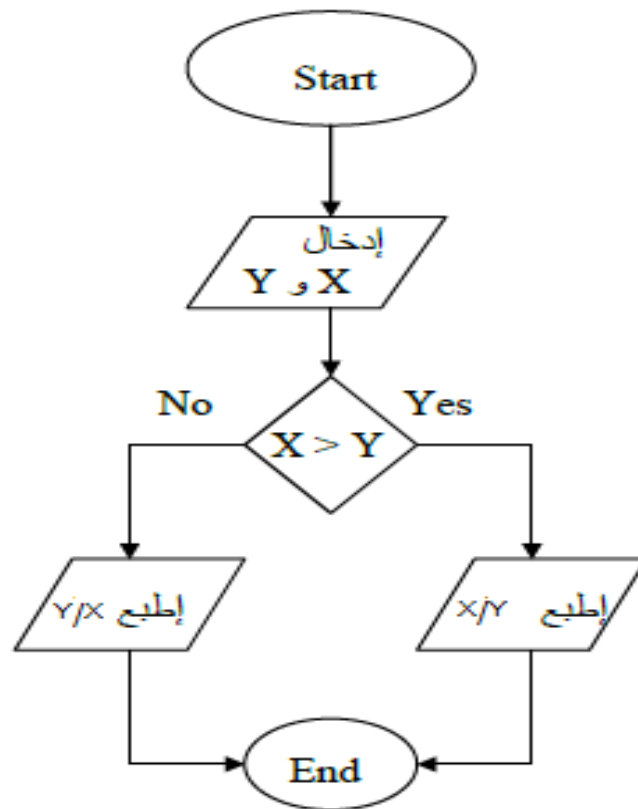 Start
إدخال
X و Y
No
Yes
X > Y
إطبع Y/X
إطبع X/Y
End